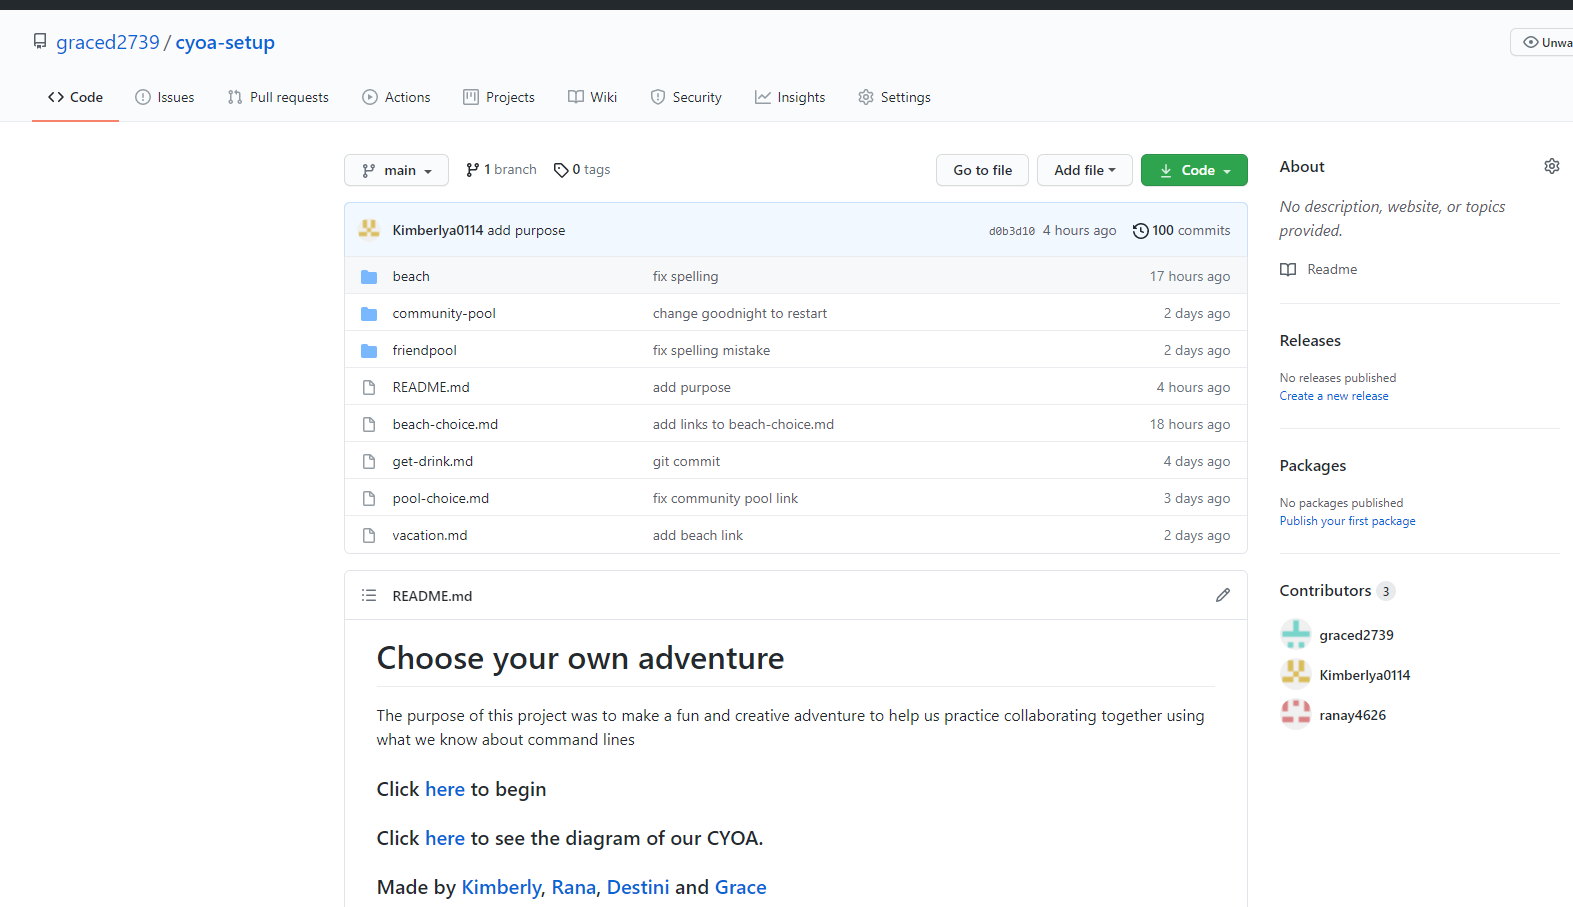 graced2739 / cyoa-setup
Unwa
Code Issues Pull requests Actions Projects Wiki Security Insights Settings
main 1 branch 0 tags Go to file Add file Code
Kimberlya0114 add purpose d0b3d10 4 hours ago 100 commits
beach fix spelling 17 hours ago
community-pool change goodnight to restart 2 days ago
friendpool fix spelling mistake 2 days ago
README.md add purpose 4 hours ago
beach-choice.md add links to beach-choice.md 18 hours ago
get-drink.md git commit 4 days ago
pool-choice.md fix community pool link 3 days ago
vacation.md add beach link 2 days ago
README.md
Choose your own adventure
The purpose of this project was to make a fun and creative adventure to help us practice collaborating together using
what we know about command lines
Click here to begin
Click here to see the diagram of our CYOA.
Made by Kimberly, Rana, Destini and Grace
About
No description, website, or topics
provided.
Readme
Releases
No releases published
Create a new release
Packages
No packages published
Publish your first package
Contributors 3
graced2739
Kimberlya0114
ranay4626